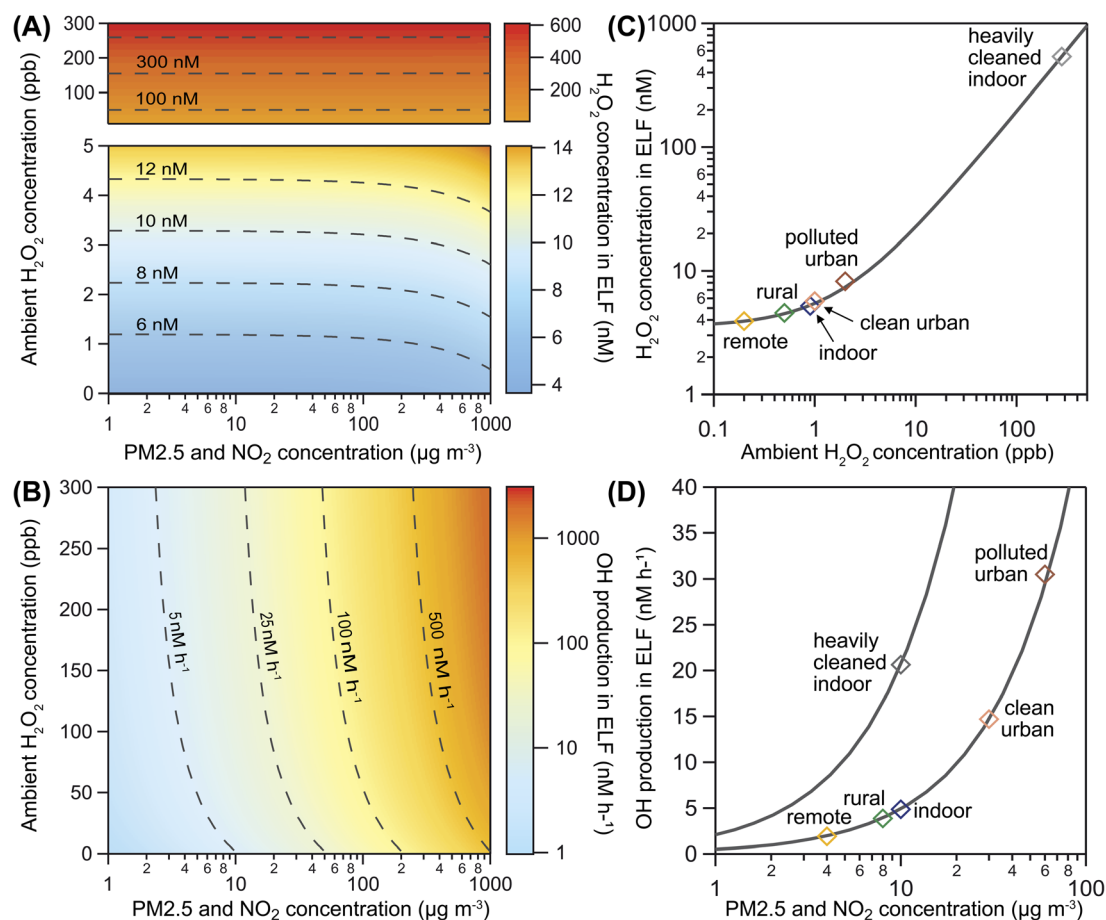 (A)
300
200
100
300 nM
100 nM
600
400
200
5
4
3
2
1
0
12 nM
10 nM
8 nM
6 nM
14
12
10
8
6
4
Ambient H₂O₂ concentration (ppb)
H₂O₂ concentration in ELF (nM)
1 2 4 6 8 10 2 4 6 8 100 2 4 6 8 1000
PM2.5 and NO₂ concentration (µg m⁻³)
(C)
1000
6
4
2
100
6
4
2
10
8
6
4
2
1
H₂O₂ concentration in ELF (nM)
heavily
cleaned
indoor
polluted
urban
rural
clean urban
remote
indoor
0.1 1 10 100
Ambient H₂O₂ concentration (ppb)
(B)
300
250
200
150
100
50
0
Ambient H₂O₂ concentration (ppb)
5 nM h⁻¹
25 nM h⁻¹
100 nM h⁻¹
500 nM h⁻¹
1000
100
10
1
OH production in ELF (nM h⁻¹)
1 2 4 6 8 10 2 4 6 8 100 2 4 6 8 1000
PM2.5 and NO₂ concentration (µg m⁻³)
(D)
40
35
30
25
20
15
10
5
0
OH production in ELF (nM h⁻¹)
polluted
urban
heavily
cleaned
indoor
clean
urban
rural
remote
indoor
1 2 4 6 8 10 2 4 6 8 100
PM2.5 and NO₂ concentration (µg m⁻³)